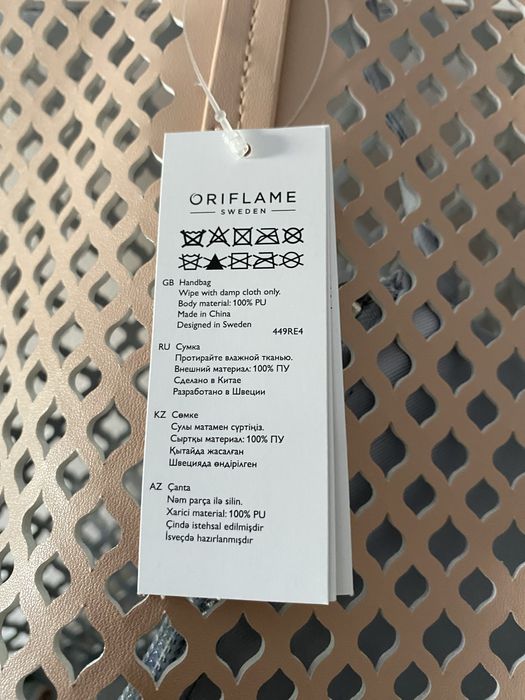 ORIFLAME
SWEDEN
GB Handbag
Wipe with damp cloth only.
Body material: 100% PU
Made in China
Designed in Sweden
449RE4
RU Сумка
Протирайте влажной тканью.
Внешний материал: 100% ПУ
Сделано в Китае
Разработано в Швеции
KZ Сөмке
Сулы матамен сүртіңіз.
Сыртқы материал: 100% ПУ
Қытайда жасалған
Швецияда өндірілген
AZ Çanta
Nəm parça ilə silin.
Xarici material: 100% PU
Çində istehsal edilmişdir
İsveçdə hazırlanmışdır